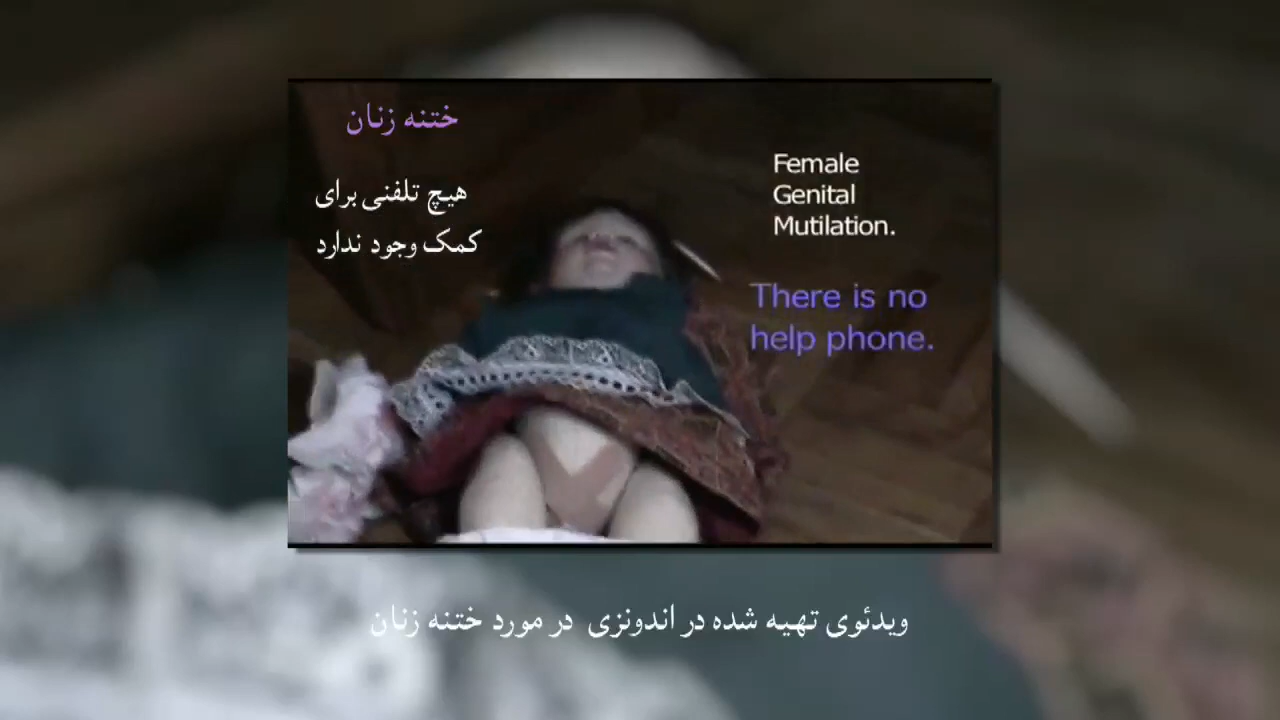 ختنه زنان
هیچ تلفنی برای
کمک وجود ندارد
Female
Genital
Mutilation.
There is no
help phone.
ویدئوی تهیه شده در اندونزی در مورد ختنه زنان